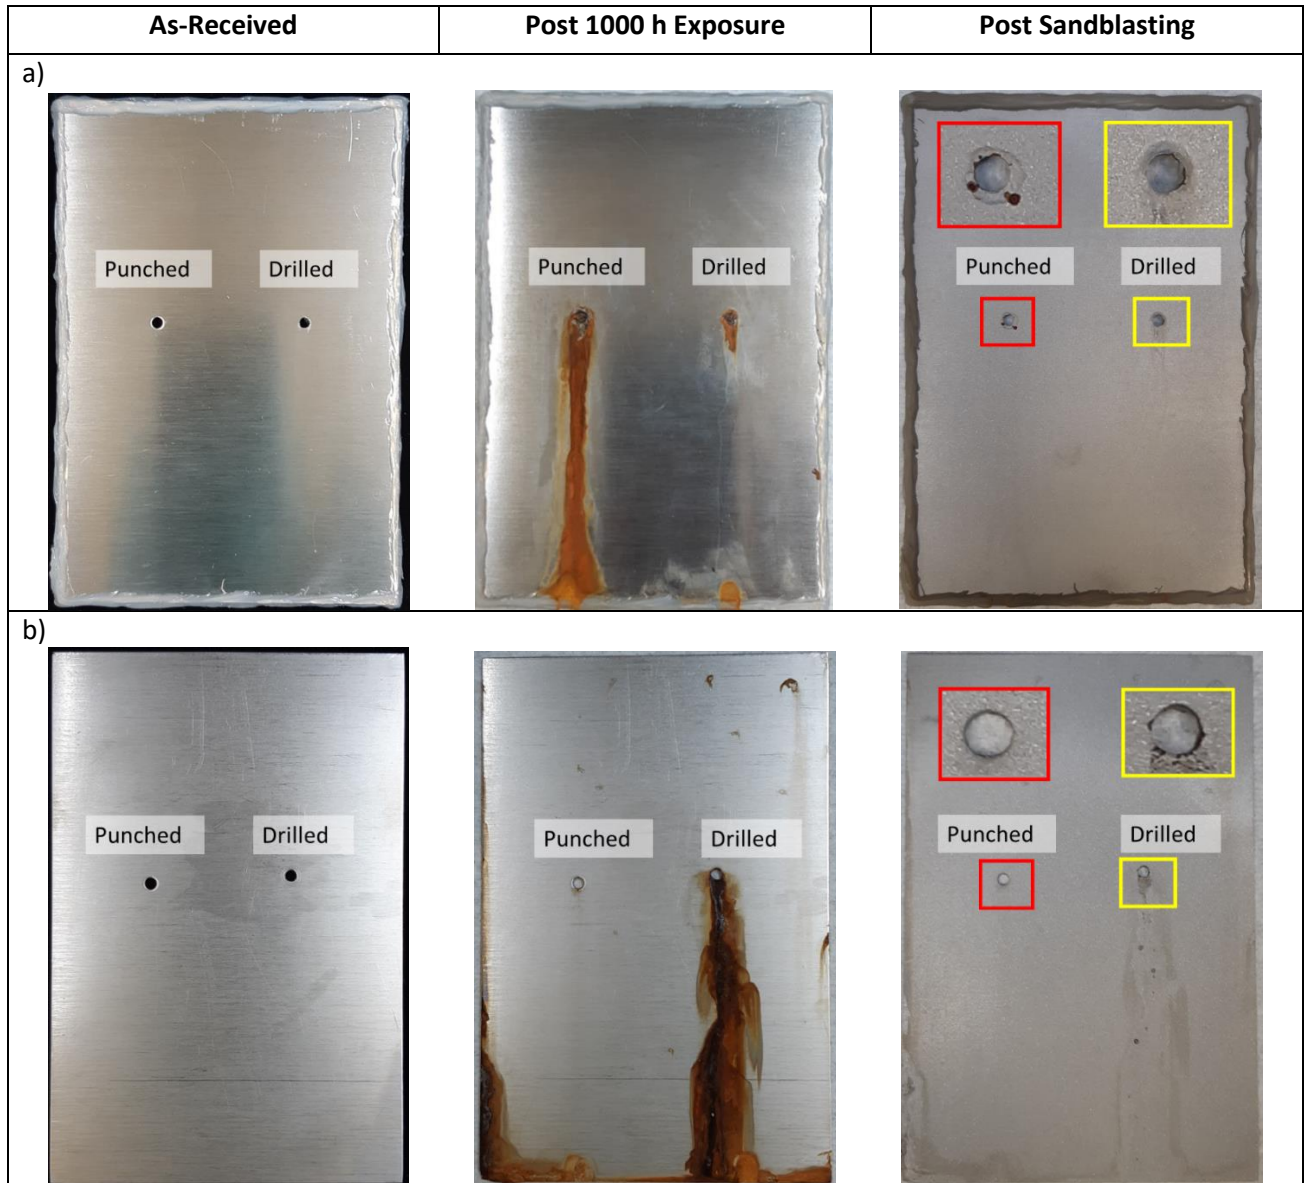 As-Received Post 1000 h Exposure Post Sandblasting
a)
Punched Drilled Punched Drilled Punched Drilled
b)
Punched Drilled Punched Drilled Punched Drilled